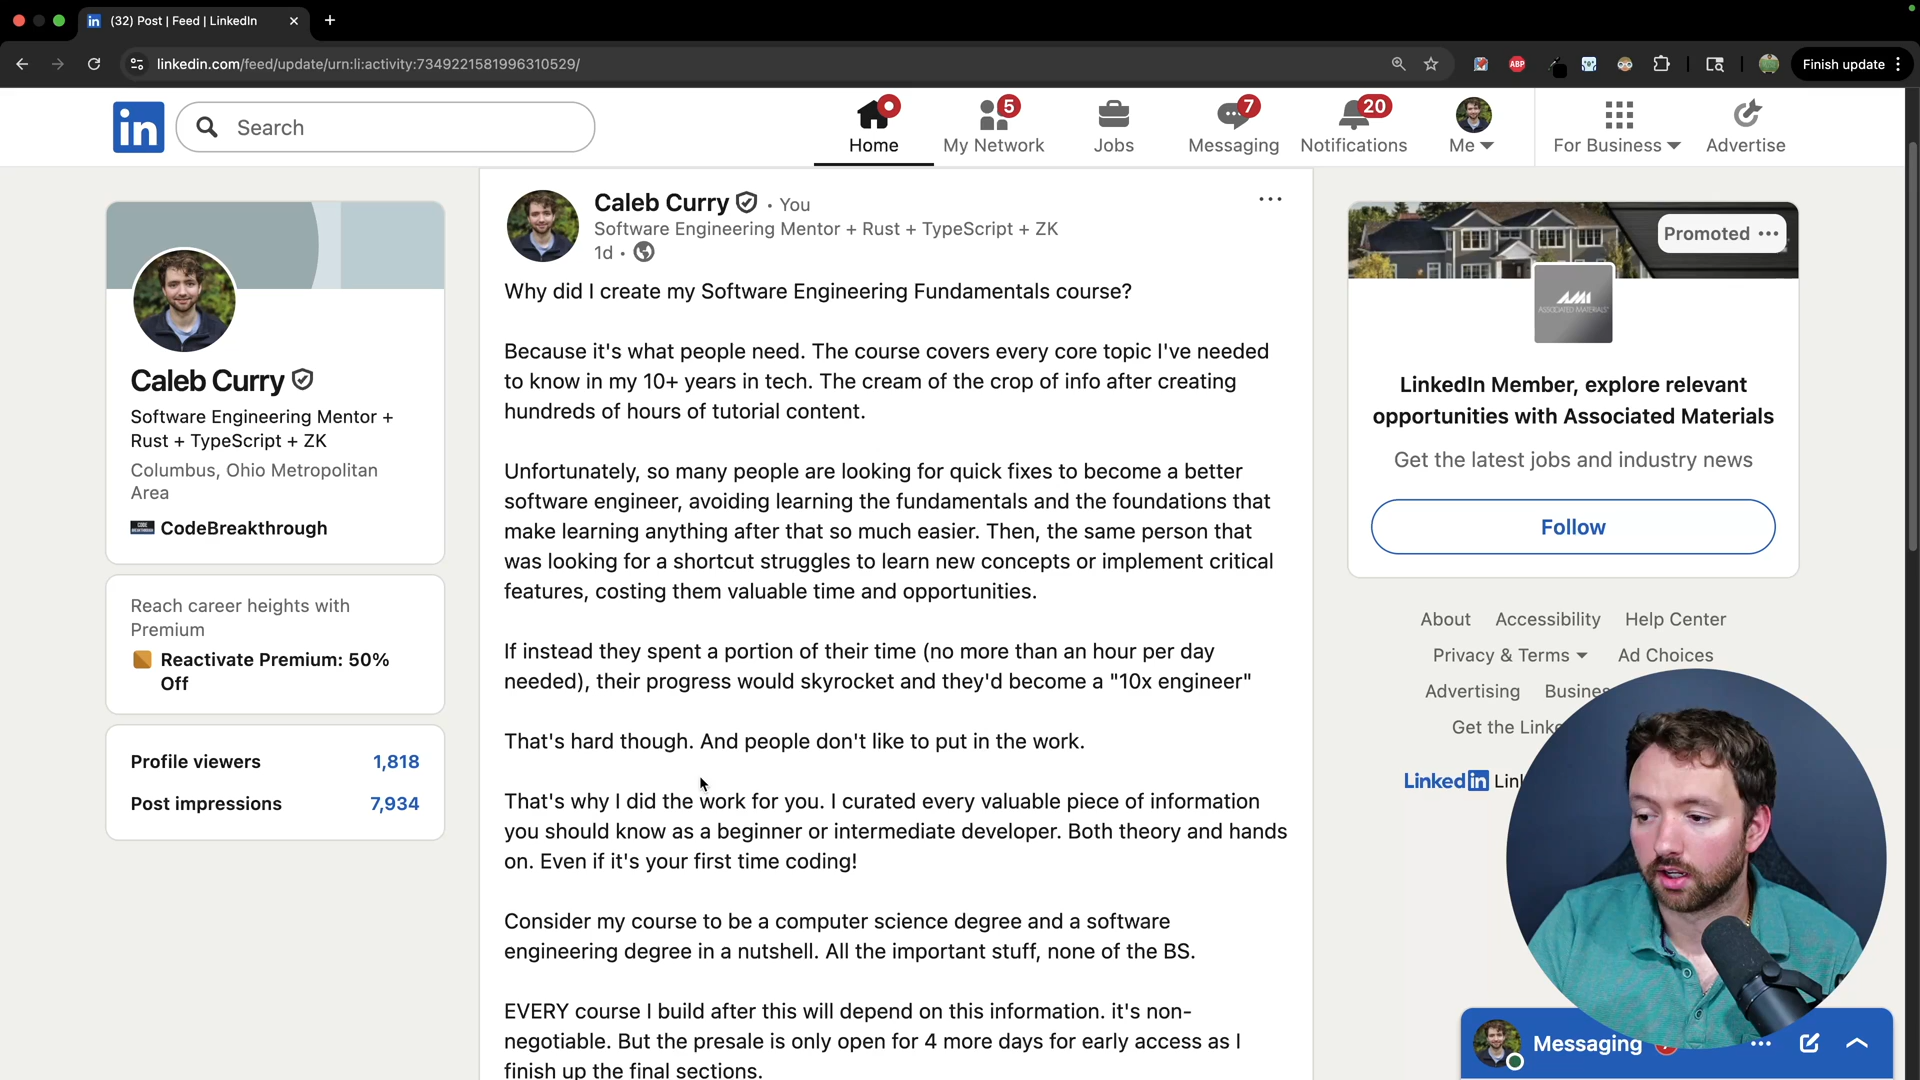 (32) Post | Feed | LinkedIn
linkedin.com/feed/update/urn:li:activity:7349221581996310529/
ABP
Finish update
in
Search
Home
5
My Network
Jobs
7
Messaging
20
Notifications
Me
For Business
Advertise
Caleb Curry
Software Engineering Mentor +
Rust + TypeScript + ZK
Columbus, Ohio Metropolitan
Area
CodeBreakthrough
Reach career heights with
Premium
Reactivate Premium: 50%
Off
Profile viewers 1,818
Post impressions 7,934
Caleb Curry • You
Software Engineering Mentor + Rust + TypeScript + ZK
1d •
Why did I create my Software Engineering Fundamentals course?
Because it's what people need. The course covers every core topic I've needed
to know in my 10+ years in tech. The cream of the crop of info after creating
hundreds of hours of tutorial content.
Unfortunately, so many people are looking for quick fixes to become a better
software engineer, avoiding learning the fundamentals and the foundations that
make learning anything after that so much easier. Then, the same person that
was looking for a shortcut struggles to learn new concepts or implement critical
features, costing them valuable time and opportunities.
If instead they spent a portion of their time (no more than an hour per day
needed), their progress would skyrocket and they'd become a "10x engineer"
That's hard though. And people don't like to put in the work.
That's why I did the work for you. I curated every valuable piece of information
you should know as a beginner or intermediate developer. Both theory and hands
on. Even if it's your first time coding!
Consider my course to be a computer science degree and a software
engineering degree in a nutshell. All the important stuff, none of the BS.
EVERY course I build after this will depend on this information. it's non-
negotiable. But the presale is only open for 4 more days for early access as I
finish up the final sections.
Promoted
ASSOCIATED MATERIALS
LinkedIn Member, explore relevant
opportunities with Associated Materials
Get the latest jobs and industry news
Follow
About Accessibility Help Center
Privacy & Terms Ad Choices
Advertising Busine
Get the Link
LinkedIn Lin
Messaging